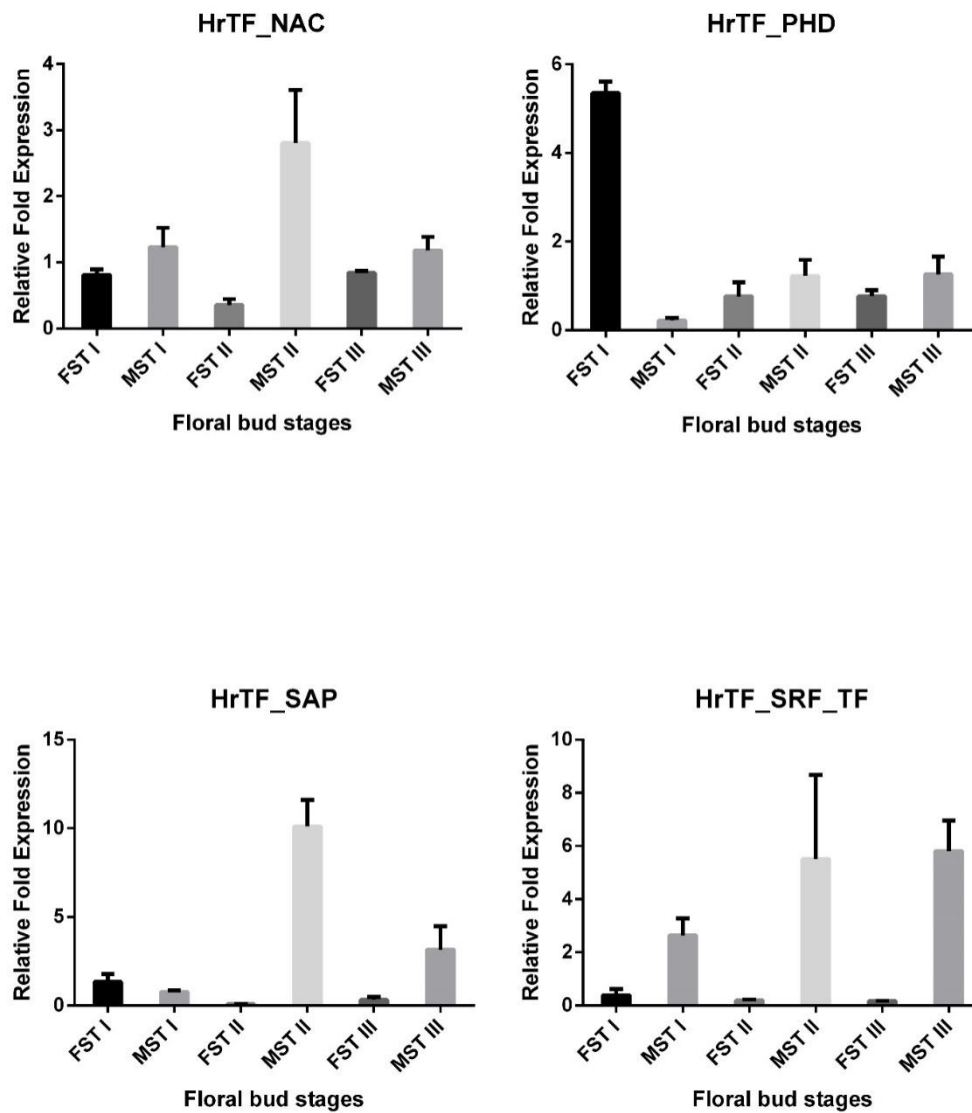 HrTF_NAC
Relative Fold Expression
4
3
2
1
0
FST I
MST I
FST II
MST II
FST III
MST III
Floral bud stages
HrTF_PHD
Relative Fold Expression
6
4
2
0
FST I
MST I
FST II
MST II
FST III
MST III
Floral bud stages
HrTF_SAP
Relative Fold Expression
15
10
5
0
FST I
MST I
FST II
MST II
FST III
MST III
Floral bud stages
HrTF_SRF_TF
Relative Fold Expression
10
8
6
4
2
0
FST I
MST I
FST II
MST II
FST III
MST III
Floral bud stages